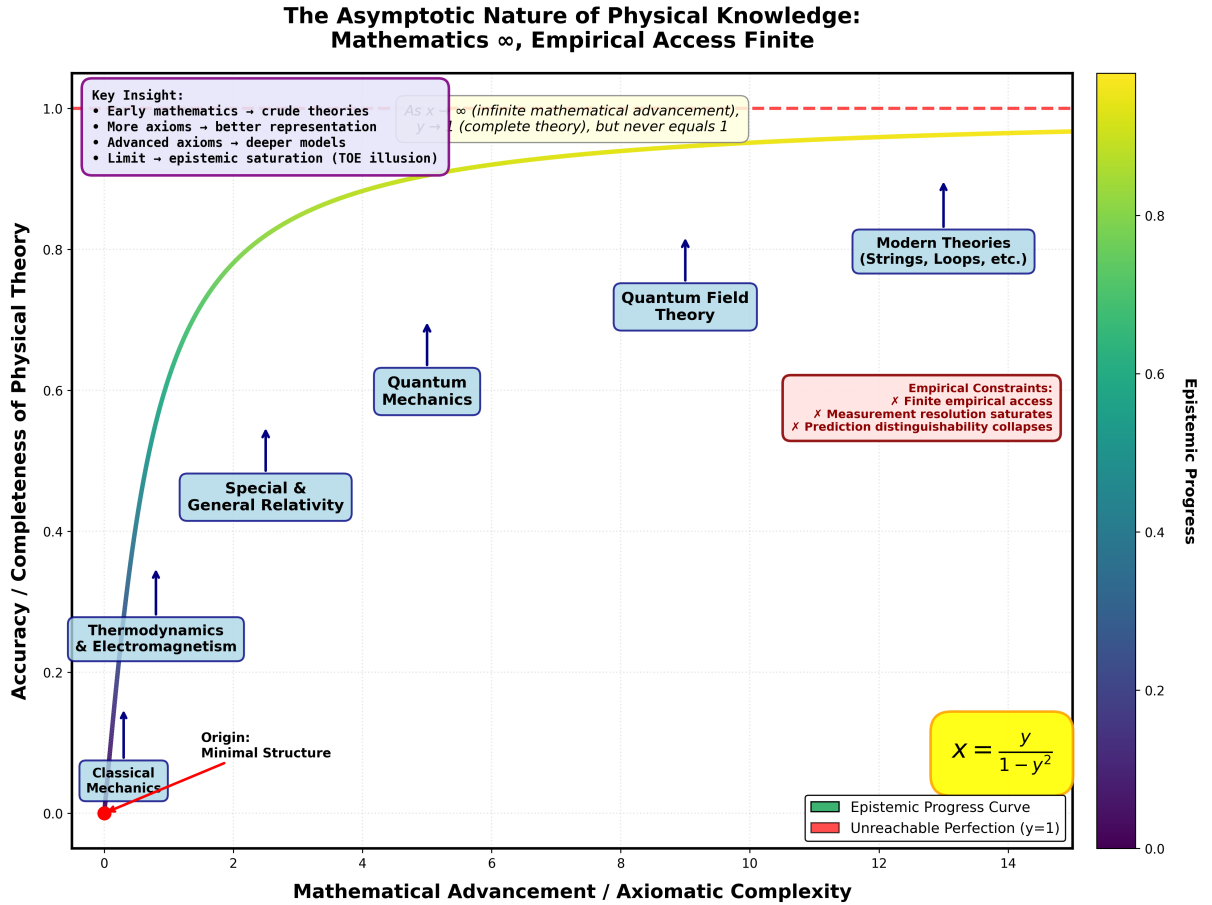 The Asymptotic Nature of Physical Knowledge:
Mathematics ∞, Empirical Access Finite
Key Insight:
• Early mathematics → crude theories
• More axioms → better representation
• Advanced axioms → deeper models
• Limit → epistemic saturation (TOE illusion)
As x → ∞ (infinite mathematical advancement),
y → 1 (complete theory), but never equals 1
Modern Theories
(Strings, Loops, etc.)
Quantum Field
Theory
Quantum
Mechanics
Empirical Constraints:
✗ Finite empirical access
✗ Measurement resolution saturates
✗ Prediction distinguishability collapses
Special &
General Relativity
Thermodynamics
& Electromagnetism
Origin:
Minimal Structure
Classical
Mechanics
x = y / (1 − y²)
Epistemic Progress Curve
Unreachable Perfection (y=1)
Accuracy / Completeness of Physical Theory
1.0
0.8
0.6
0.4
0.2
0.0
0 2 4 6 8 10 12 14
Mathematical Advancement / Axiomatic Complexity
0.8
0.6
0.4
0.2
0.0
Epistemic Progress